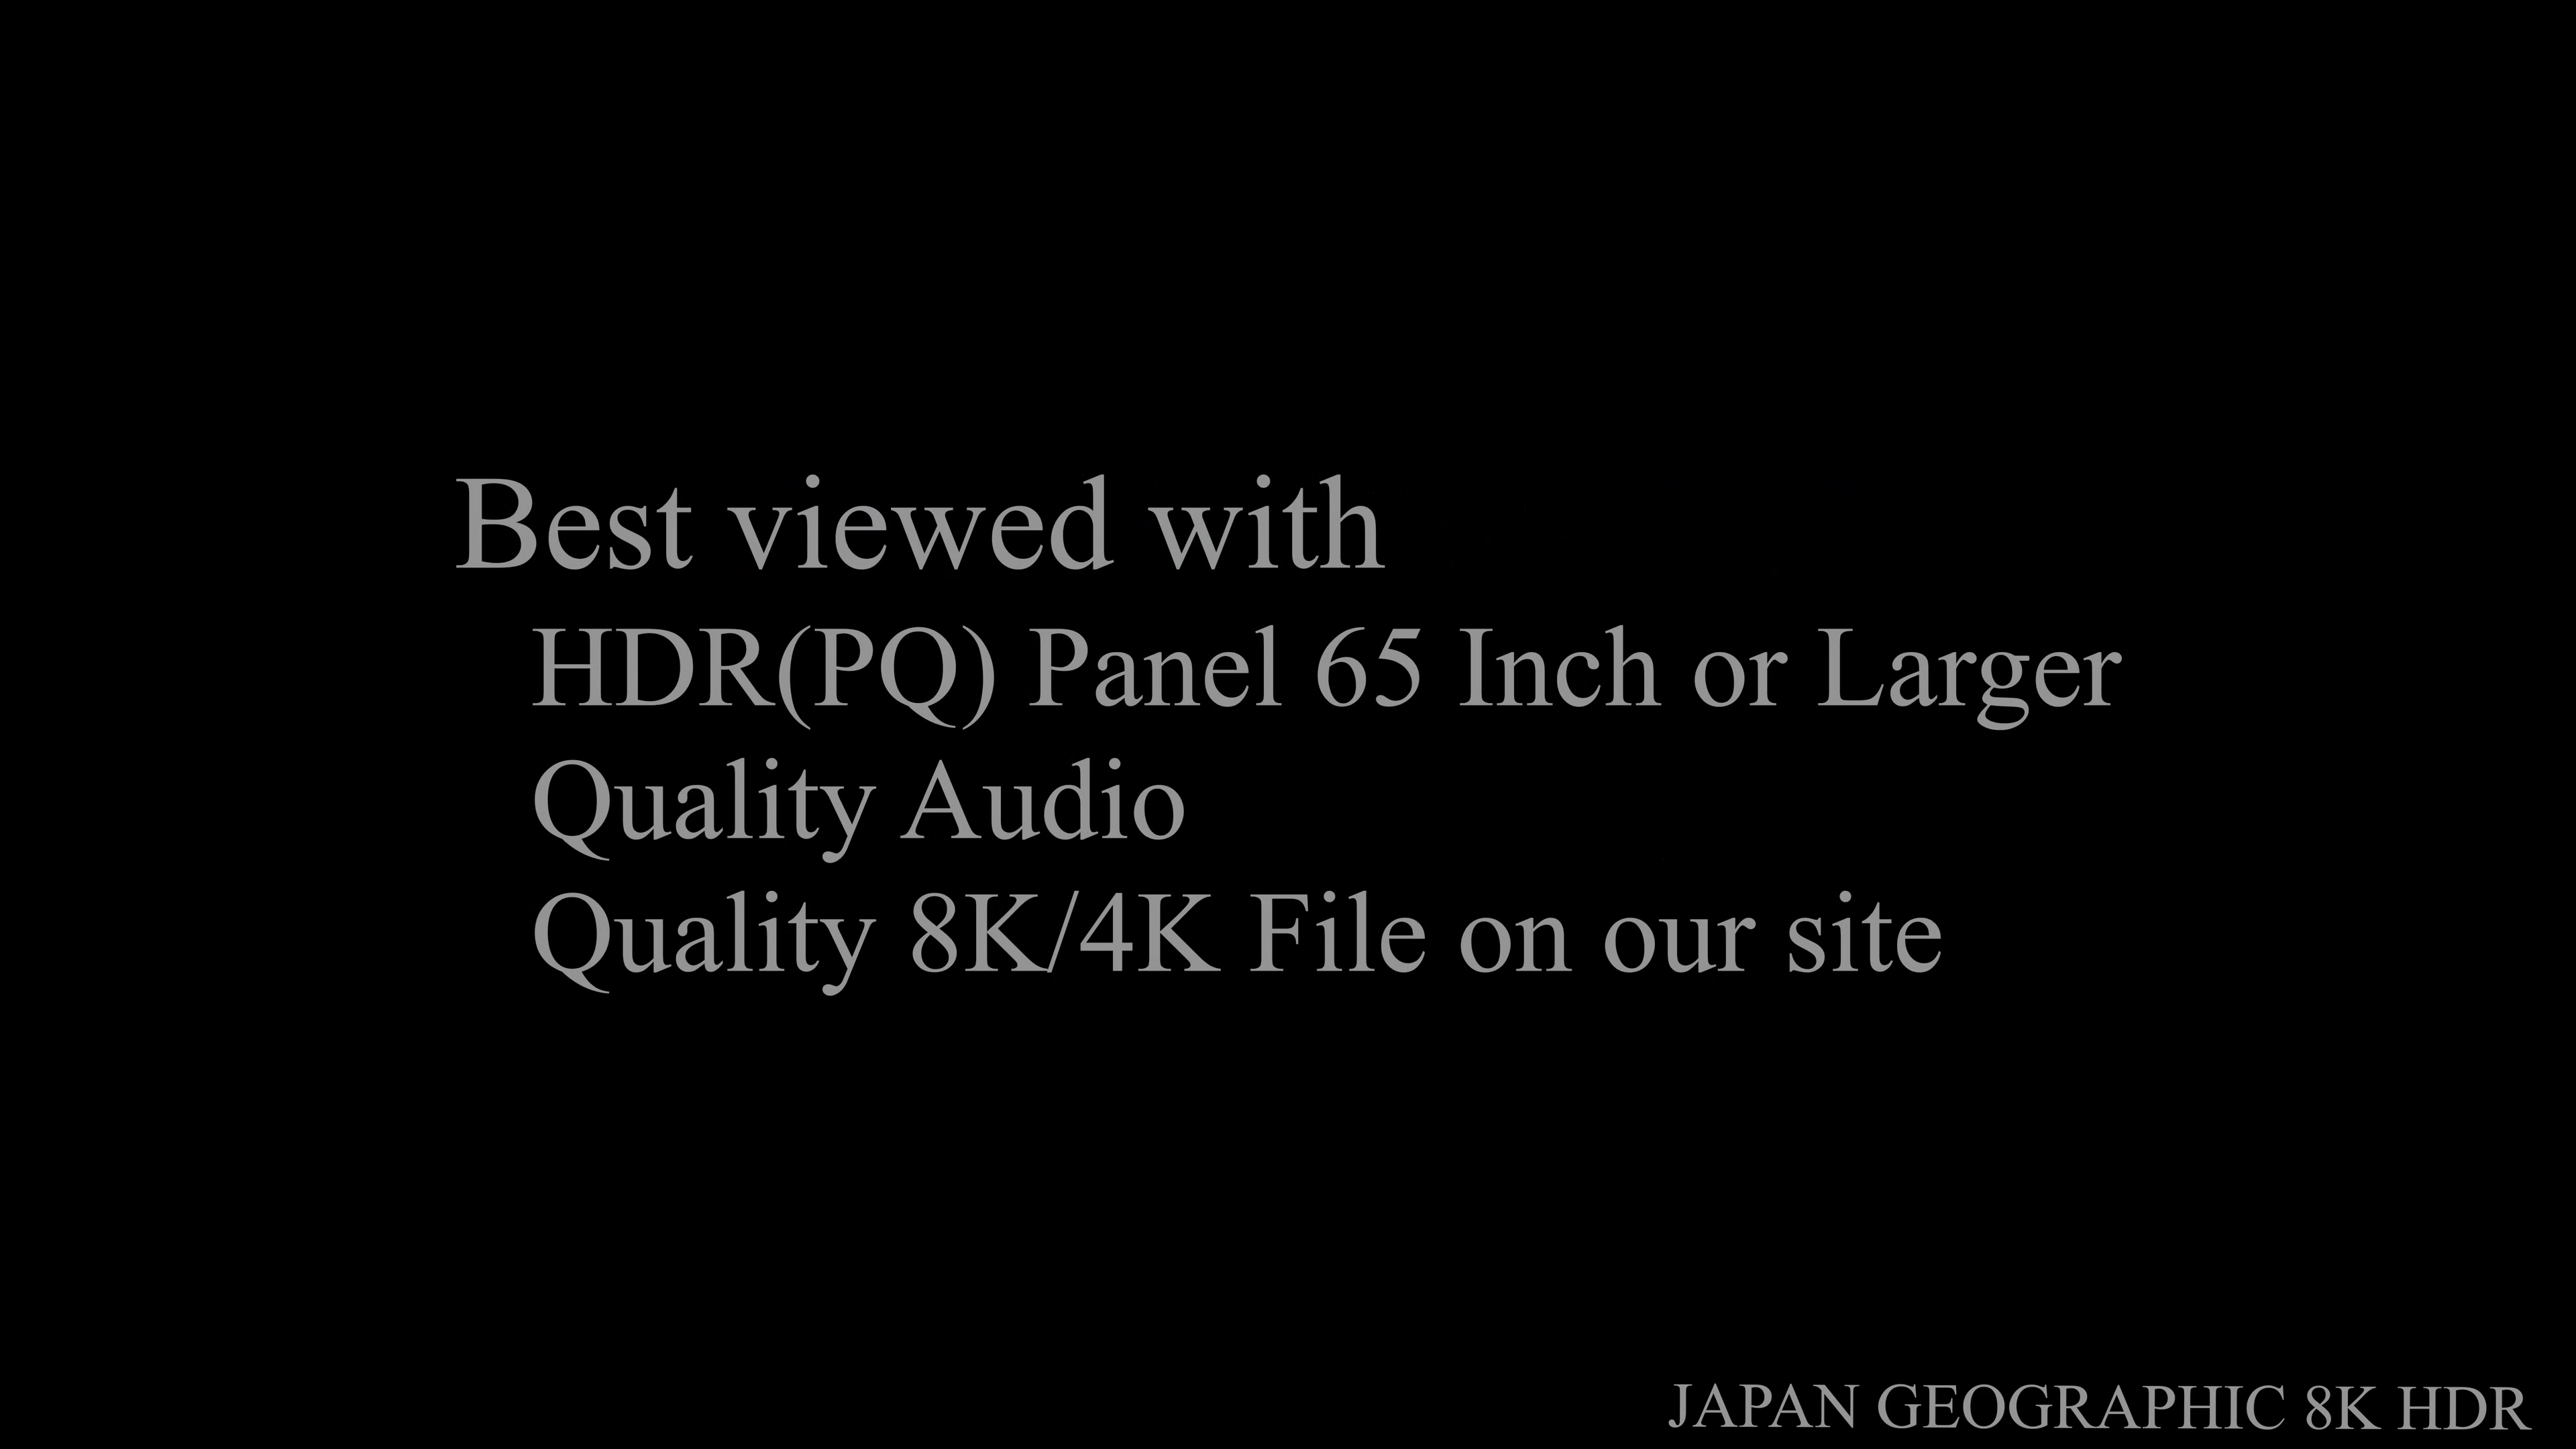 Best viewed with
HDR(PQ) Panel 65 Inch or Larger
Quality Audio
Quality 8K/4K File on our site
JAPAN GEOGRAPHIC 8K HDR